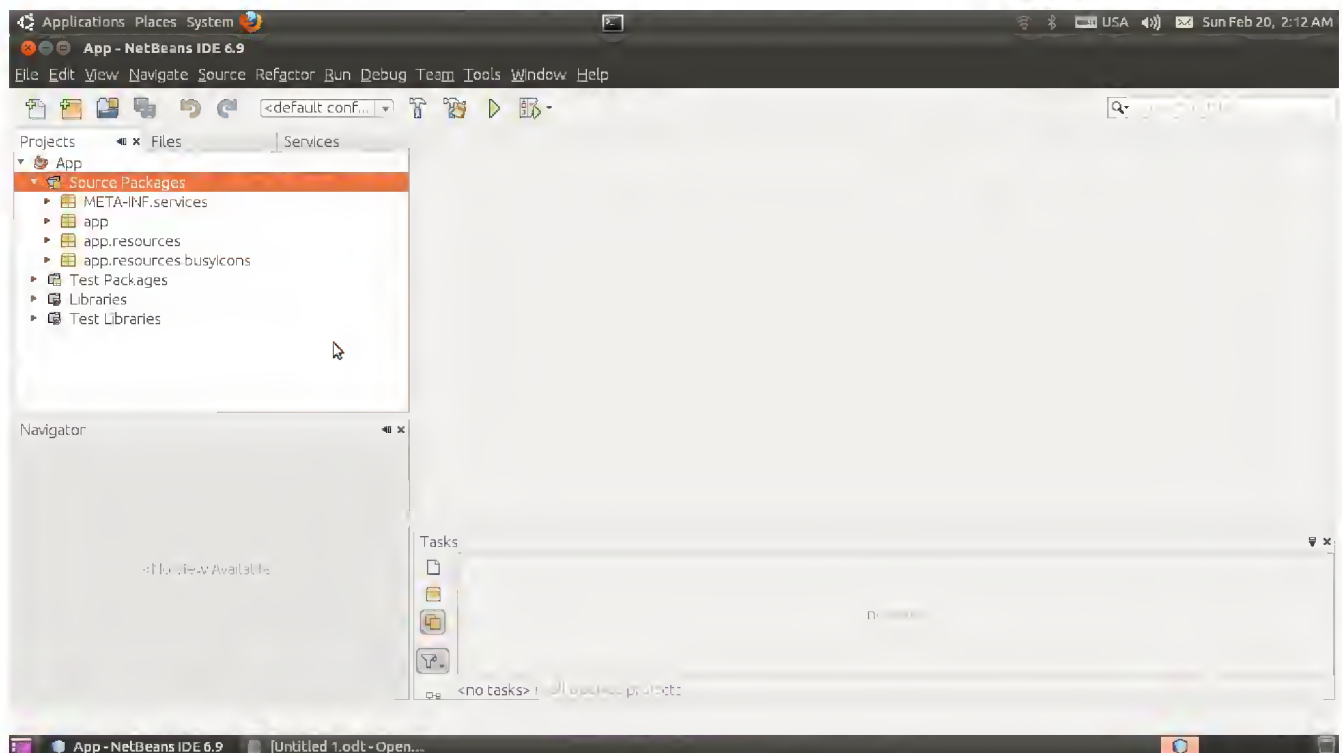 Applications Places System
USA Sun Feb 20, 2:12 AM
App - NetBeans IDE 6.9
File Edit View Navigate Source Refactor Run Debug Team Tools Window Help
<default conf...
Projects Files Services
App
Source Packages
META-INF.services
app
app.resources
app.resources.busyIcons
Test Packages
Libraries
Test Libraries
Navigator
<No View Available
Tasks
<no tasks>
App - NetBeans IDE 6.9 [Untitled 1.odt - Open...